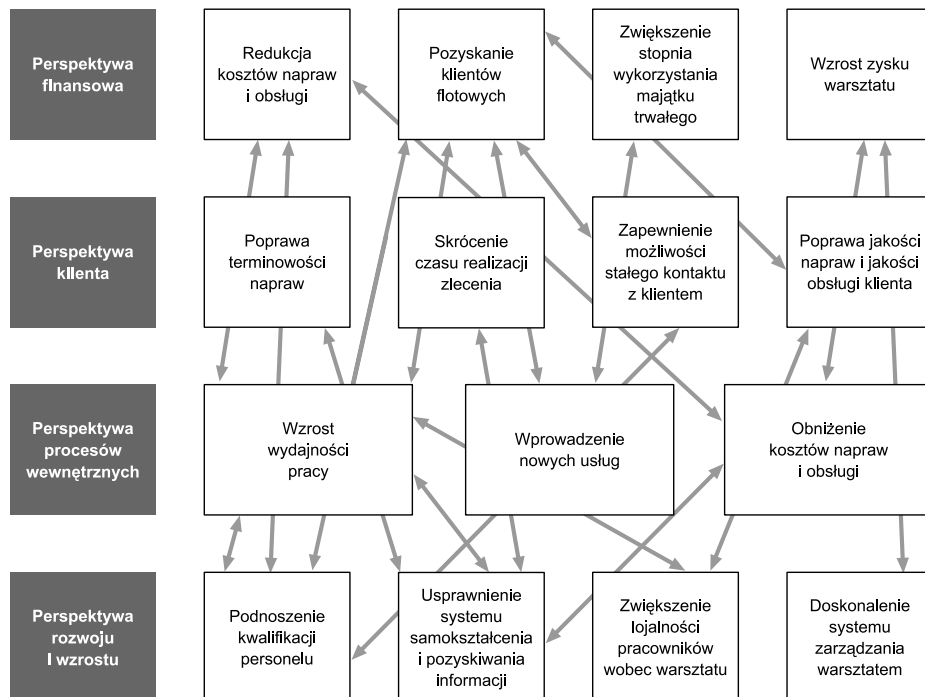 Perspektywa
finansowa
Redukcja
kosztów napraw
i obsługi
Pozyskanie
klientów
flotowych
Zwiększenie
stopnia
wykorzystania
majątku
trwałego
Wzrost zysku
warsztatu
Perspektywa
klienta
Poprawa
terminowości
napraw
Skrócenie
czasu realizacji
zlecenia
Zapewnienie
możliwości
stałego kontaktu
z klientem
Poprawa jakości
napraw i jakości
obsługi klienta
Perspektywa
procesów
wewnętrznych
Wzrost
wydajności
pracy
Wprowadzenie
nowych usług
Obniżenie
kosztów napraw
i obsługi
Perspektywa
rozwoju
I wzrostu
Podnoszenie
kwalifikacji
personelu
Usprawnienie
systemu
samokształcenia
i pozyskiwania
informacji
Zwiększenie
lojalności
pracowników
wobec warsztatu
Doskonalenie
systemu
zarządzania
warsztatem